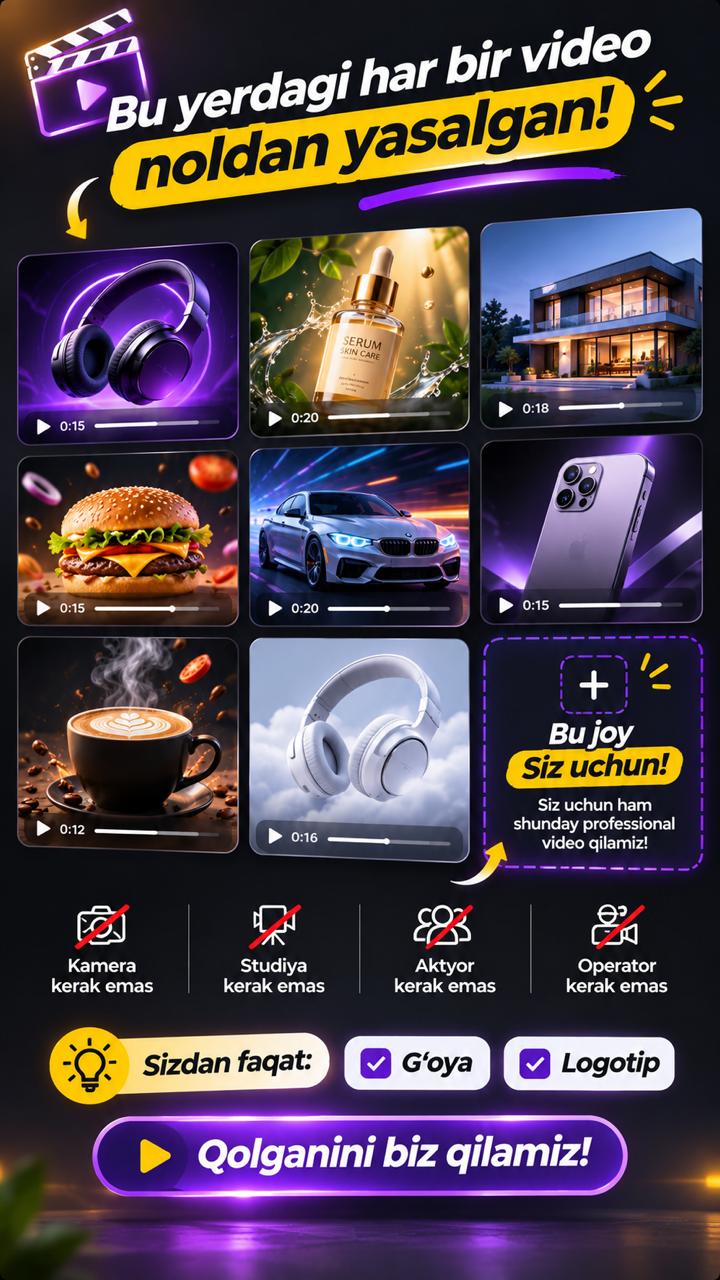 Bu yerdagi har bir video
noldan yasalgan!
0:15
SERUM
SKIN CARE
0:20
0:18
0:15
0:20
0:15
0:12
0:16
Bu joy
Siz uchun!
Siz uchun ham
shunday professional
video qilamiz!
Kamera
kerak emas
Studiya
kerak emas
Aktyor
kerak emas
Operator
kerak emas
Sizdan faqat:
Gʻoya
Logotip
Qolganini biz qilamiz!